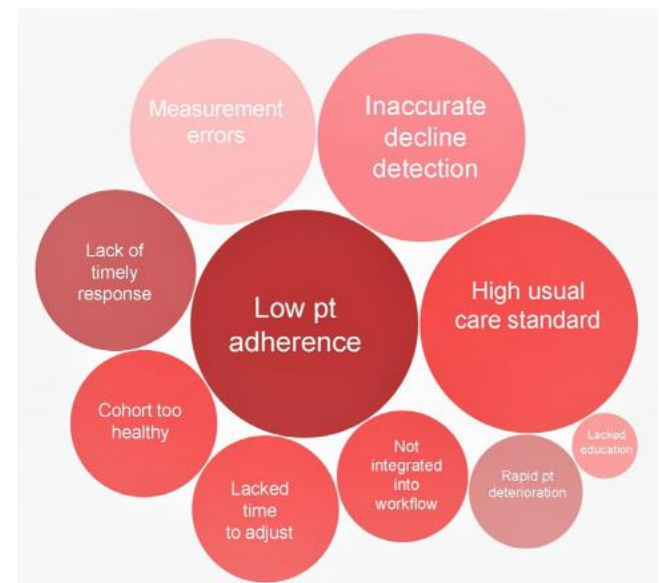 Measurement
errors
Inaccurate
decline
detection
Lack of
timely
response
Low pt
adherence
High usual
care standard
Cohort too
healthy
Lacked
time
to adjust
Not
integrated
into
workflow
Rapid pt
deterioration
Lacked
education